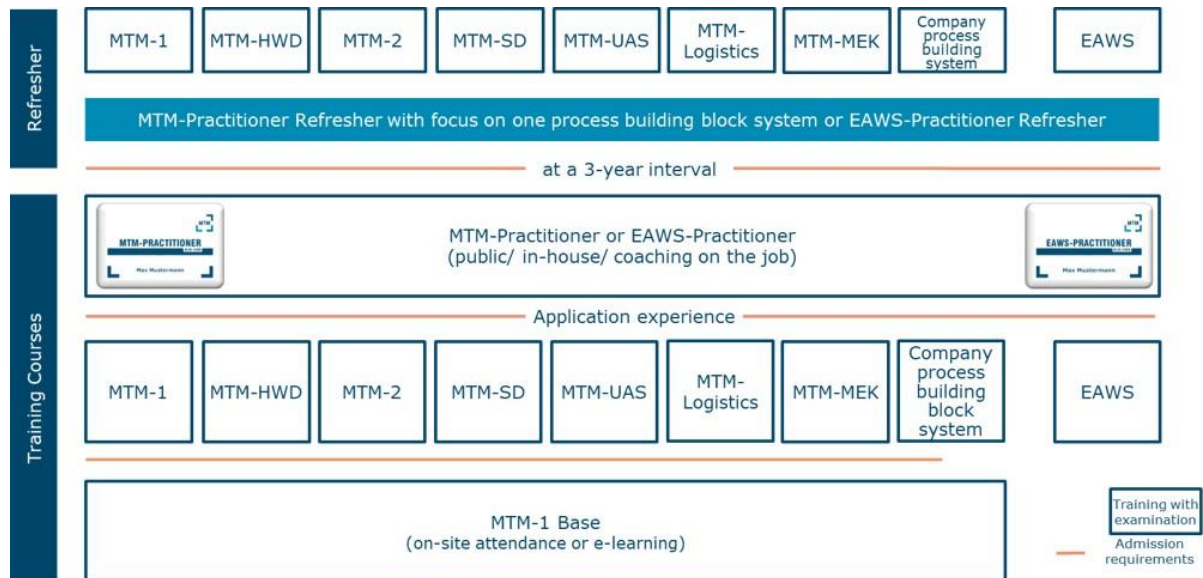 Refresher
MTM-1
MTM-HWD
MTM-2
MTM-SD
MTM-UAS
MTM-
Logistics
MTM-MEK
Company
process
building
system
EAWS
MTM-Practitioner Refresher with focus on one process building block system or EAWS-Practitioner Refresher
at a 3-year interval
Training Courses
MTM
MTM-PRACTITIONER
Max Mustermann
MTM-Practitioner or EAWS-Practitioner
(public/ in-house/ coaching on the job)
MTM
EAWS-PRACTITIONER
Max Mustermann
Application experience
MTM-1
MTM-HWD
MTM-2
MTM-SD
MTM-UAS
MTM-
Logistics
MTM-MEK
Company
process
building
block
system
EAWS
MTM-1 Base
(on-site attendance or e-learning)
Training with
examination
Admission
requirements